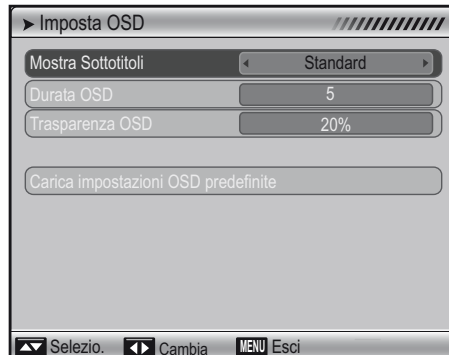 Imposta OSD
Mostra Sottotitoli Standard
Durata OSD 5
Trasparenza OSD 20%
Carica impostazioni OSD predefinite
Selezio. Cambia MENU Esci